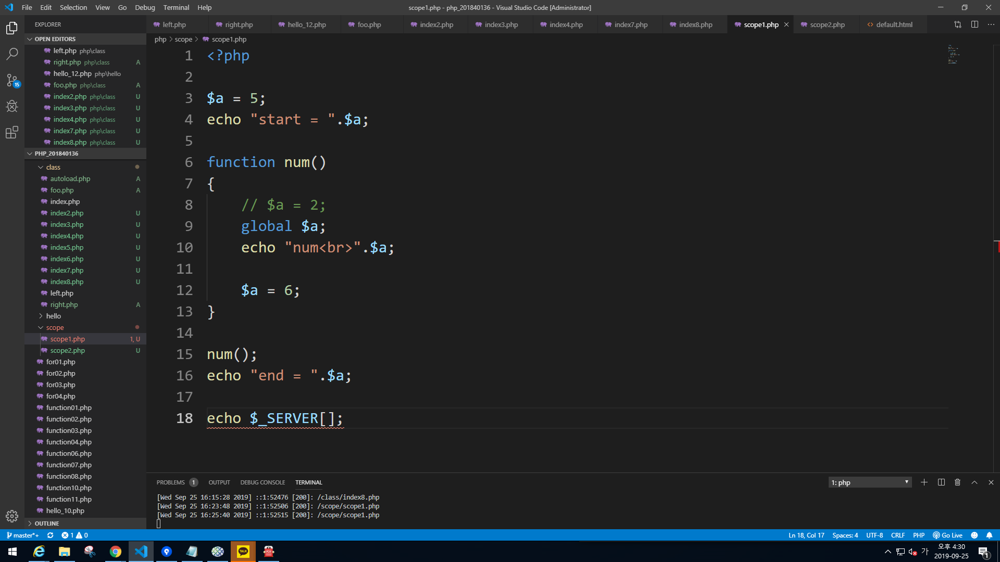 File Edit Selection View Go Debug Terminal Help
scope1.php - php_201840136 - Visual Studio Code [Administrator]
EXPLORER
left.php right.php hello_12.php foo.php index2.php index3.php index4.php index7.php index8.php scope1.php scope2.php default.html
OPEN EDITORS
left.php php\class
right.php php\class A
hello_12.php php\hello
foo.php php\class A
index2.php php\class U
index3.php php\class U
index4.php php\class U
index7.php php\class U
index8.php php\class U
15
PHP_201840136
class
autoload.php A
foo.php A
index.php
index2.php U
index3.php U
index4.php U
index5.php U
index6.php U
index7.php U
index8.php U
left.php
right.php A
hello
scope
scope1.php 1, U
scope2.php U
for01.php
for02.php
for03.php
for04.php
function01.php
function02.php
function03.php
function04.php
function06.php
function07.php
function08.php
function10.php
function11.php
hello_10.php
OUTLINE
php > scope > scope1.php
1 <?php
2
3 $a = 5;
4 echo "start = ".$a;
5
6 function num()
7 {
8 // $a = 2;
9 global $a;
10 echo "num<br>".$a;
11
12 $a = 6;
13 }
14
15 num();
16 echo "end = ".$a;
17
18 echo $_SERVER[];
PROBLEMS 1 OUTPUT DEBUG CONSOLE TERMINAL
1: php
[Wed Sep 25 16:15:28 2019] ::1:52476 [200]: /class/index8.php
[Wed Sep 25 16:23:48 2019] ::1:52506 [200]: /scope/scope1.php
[Wed Sep 25 16:25:40 2019] ::1:52515 [200]: /scope/scope1.php
master*+ 1 0
Ln 18, Col 17 Spaces: 4 UTF-8 CRLF PHP Go Live
TALK
가
오후 4:30
2019-09-25
1